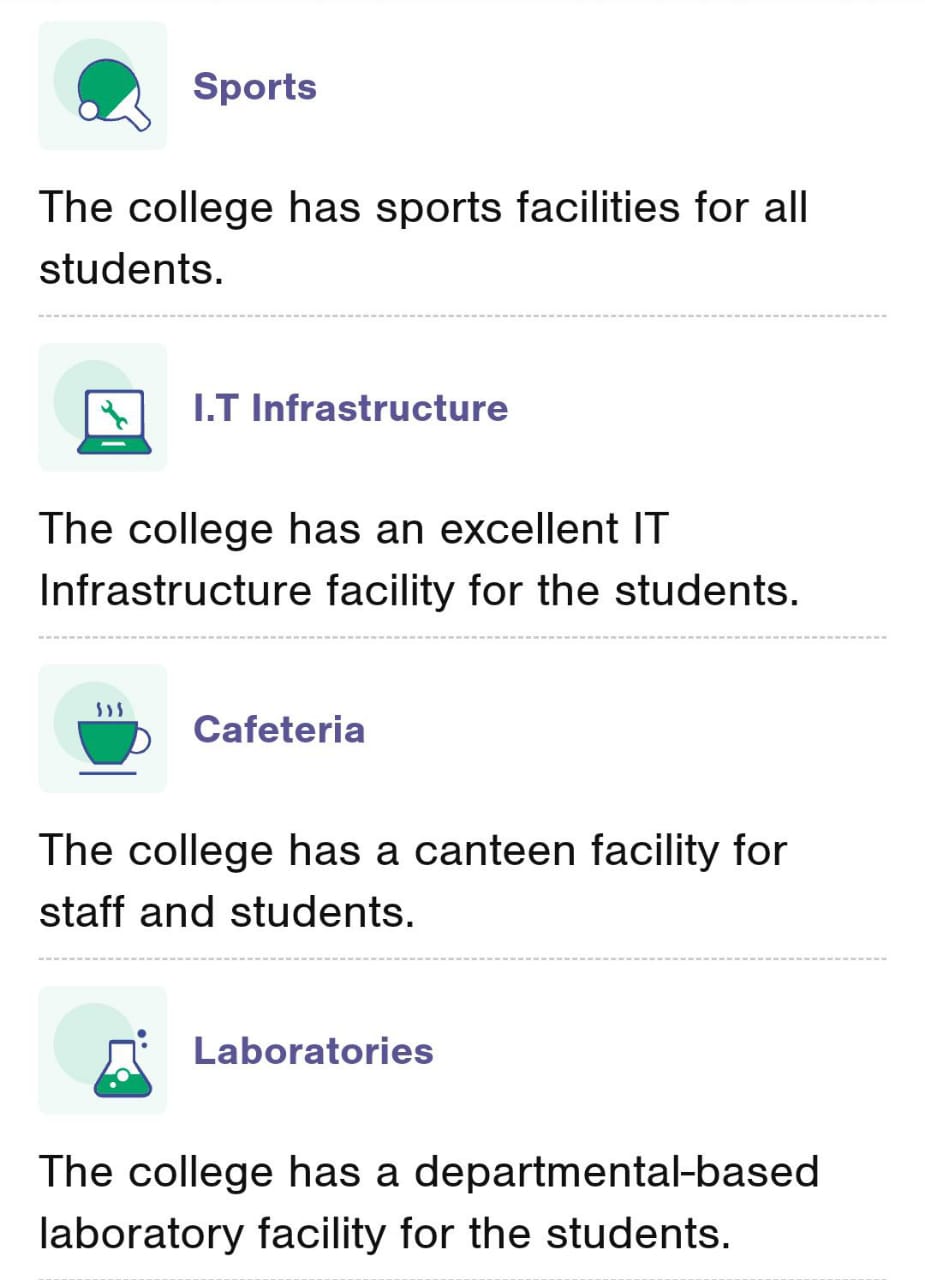 Sports
The college has sports facilities for all
students.
I.T Infrastructure
The college has an excellent IT
Infrastructure facility for the students.
Cafeteria
The college has a canteen facility for
staff and students.
Laboratories
The college has a departmental-based
laboratory facility for the students.